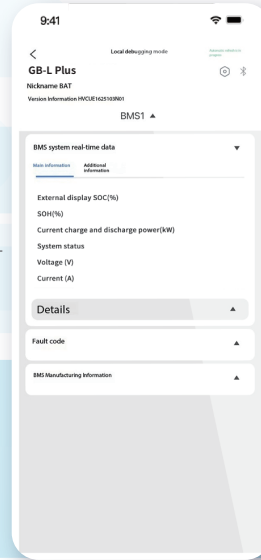 9:41
Local debugging mode
GB-L Plus
Nickname BAT
Version Information HVCUE1625103N01
BMS1
BMS system real-time data
Main information
Additional
information
External display SOC(%)
SOH(%)
Current charge and discharge power(kW)
System status
Voltage (V)
Current (A)
Details
Fault code
BMS Manufacturing Information